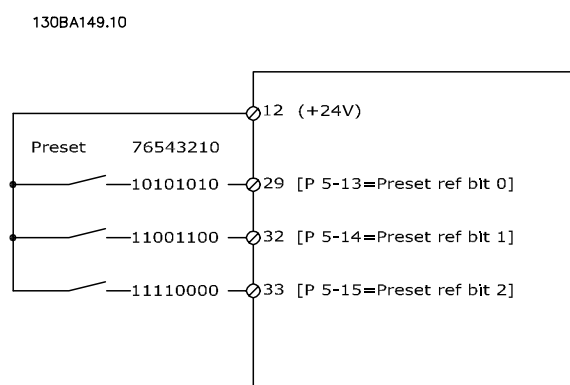 130BA149.10
12 (+24V)
Preset 76543210
10101010 29 [P 5-13=Preset ref bit 0]
11001100 32 [P 5-14=Preset ref bit 1]
11110000 33 [P 5-15=Preset ref bit 2]